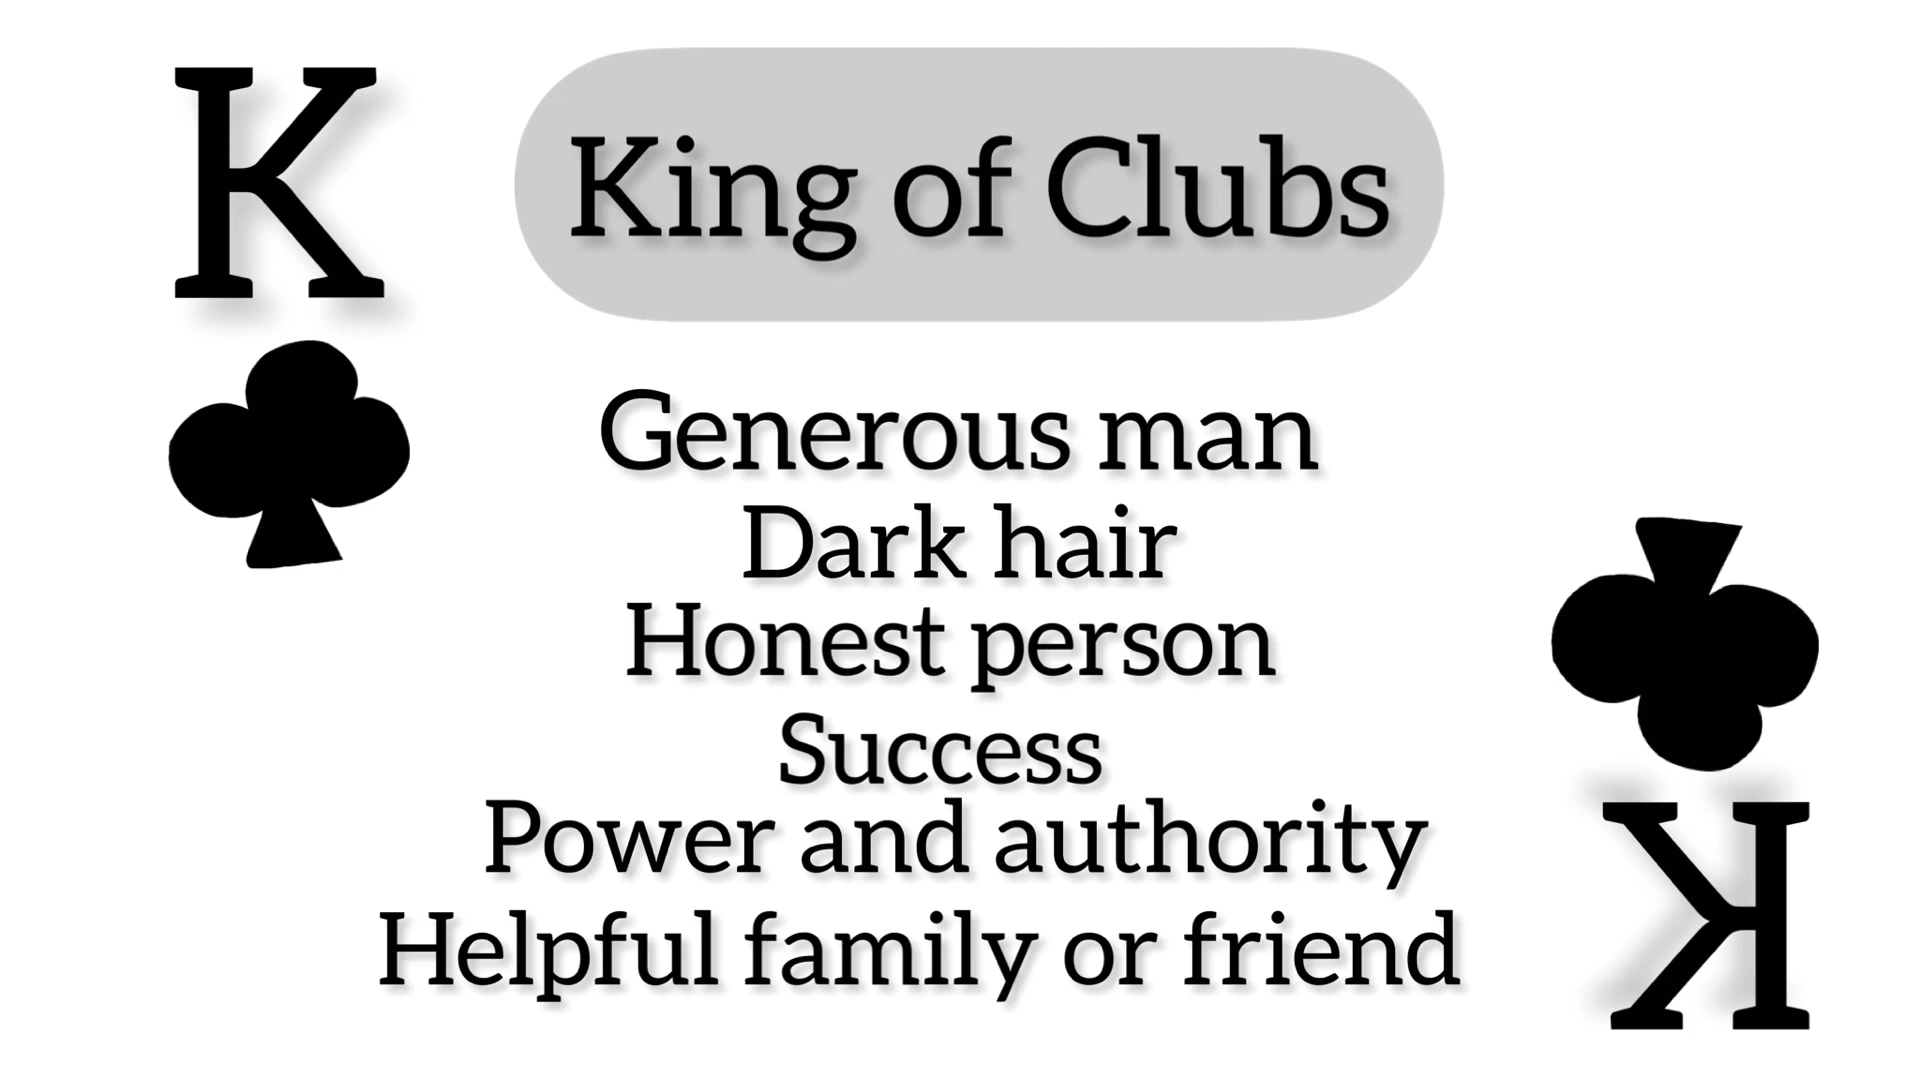 K
King of Clubs
Generous man
Dark hair
Honest person
Success
Power and authority
Helpful family or friend
K